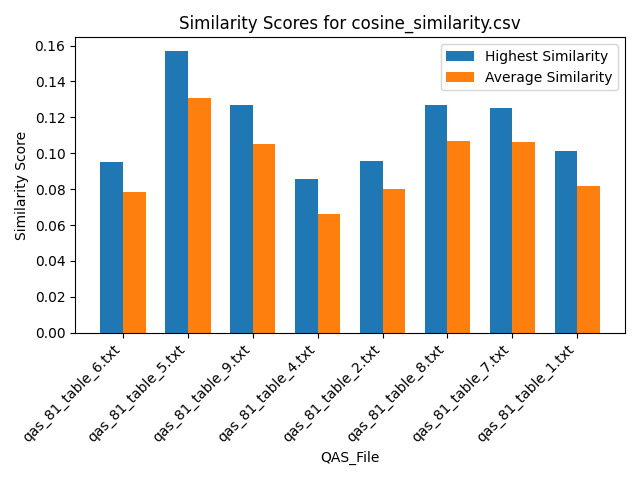 Similarity Scores for cosine_similarity.csv
Highest Similarity
Average Similarity
Similarity Score
0.16
0.14
0.12
0.10
0.08
0.06
0.04
0.02
0.00
qas_81_table_6.txt
qas_81_table_5.txt
qas_81_table_9.txt
qas_81_table_4.txt
qas_81_table_2.txt
qas_81_table_8.txt
qas_81_table_7.txt
qas_81_table_1.txt
QAS_File